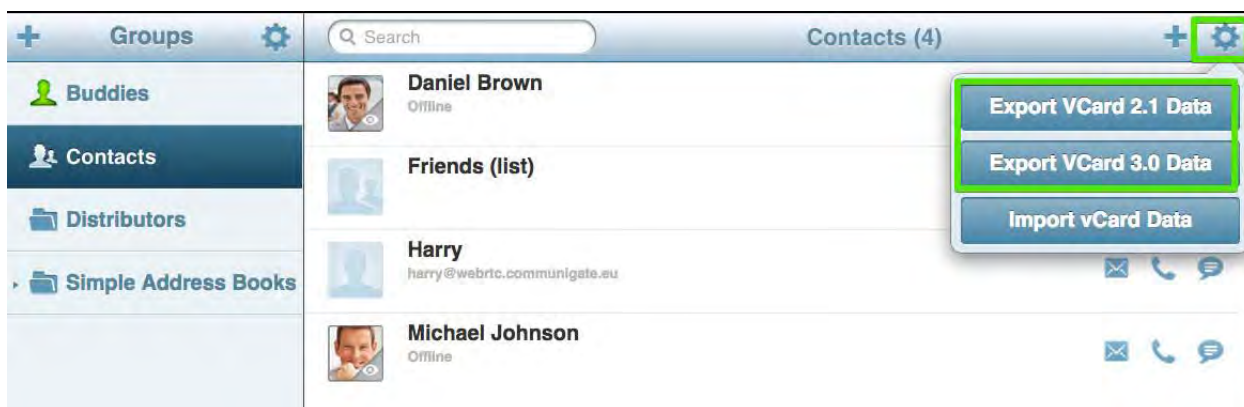 Groups
Search
Contacts (4)
Buddies
Contacts
Distributors
Simple Address Books
Daniel Brown
Offline
Friends (list)
Harry
harry@webrtc.communigate.eu
Michael Johnson
Offline
Export VCard 2.1 Data
Export VCard 3.0 Data
Import vCard Data